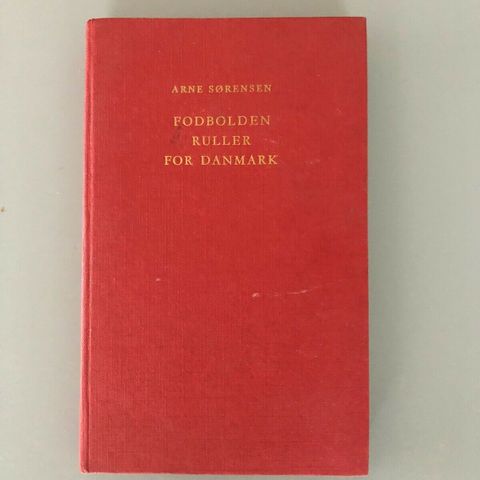 ARNE SØRENSEN
FODBOLDEN
RULLER
FOR DANMARK